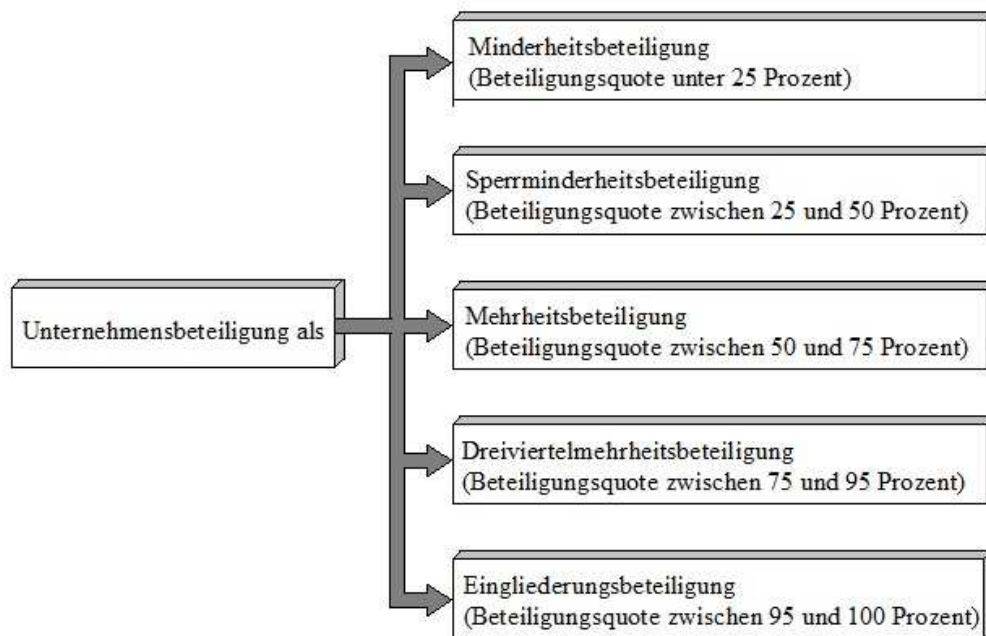 Minderheitsbeteiligung
(Beteiligungsquote unter 25 Prozent)
Sperrminderheitsbeteiligung
(Beteiligungsquote zwischen 25 und 50 Prozent)
Unternehmensbeteiligung als
Mehrheitsbeteiligung
(Beteiligungsquote zwischen 50 und 75 Prozent)
Dreiviertelmehrheitsbeteiligung
(Beteiligungsquote zwischen 75 und 95 Prozent)
Eingliederungsbeteiligung
(Beteiligungsquote zwischen 95 und 100 Prozent)